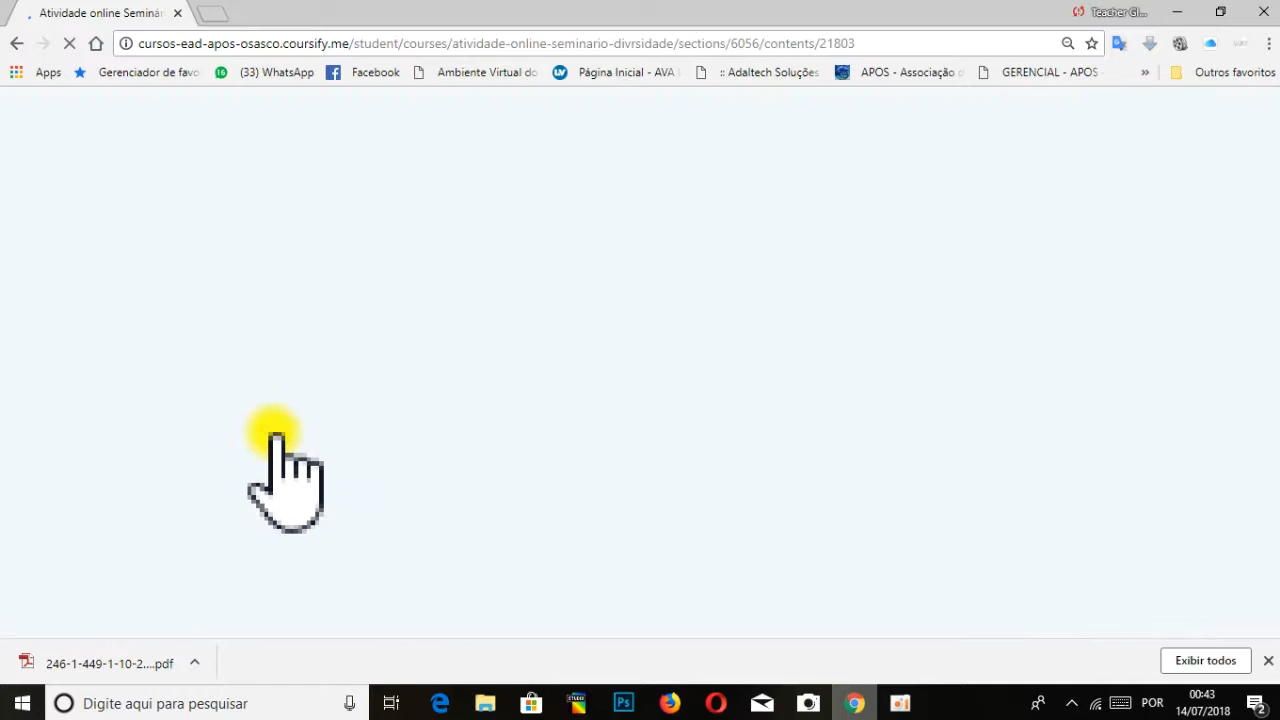 Atividade online Seminár
Teacher Gl...
cursos-ead-apos-osasco.coursify.me/student/courses/atividade-online-seminario-divrsidade/sections/6056/contents/21803
Apps Gerenciador de favo (33) WhatsApp Facebook Ambiente Virtual do Página Inicial - AVA :: Adaltech Soluções APOS - Associação d GERENCIAL - APOS » Outros favoritos
246-1-449-1-10-2....pdf
Exibir todos
Digite aqui para pesquisar
POR
00:43
14/07/2018